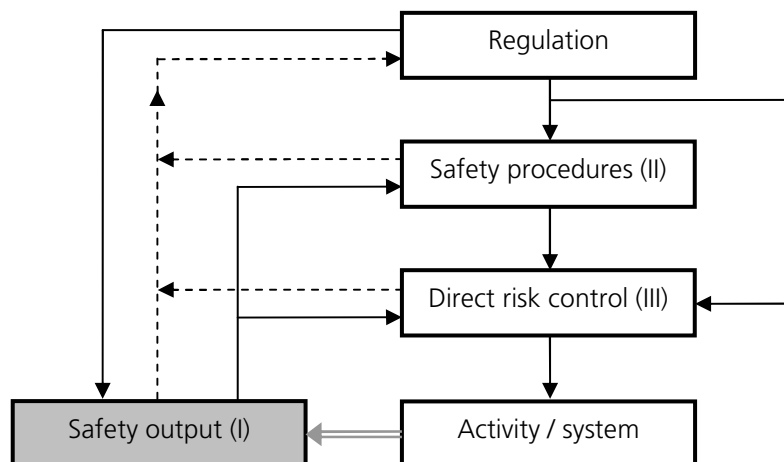 Regulation
Safety procedures (II)
Direct risk control (III)
Safety output (I)
Activity / system